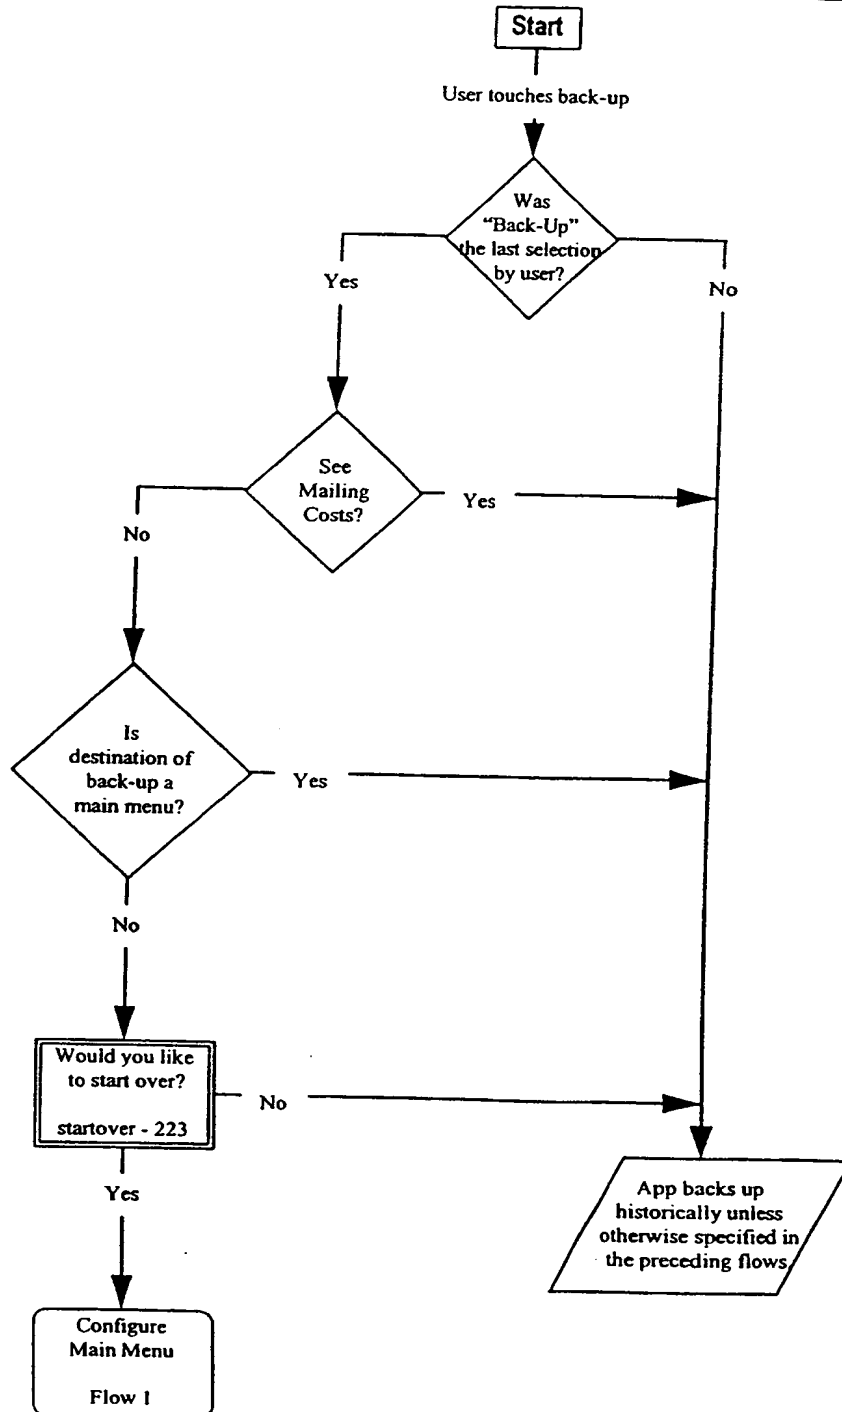 Start
User touches back-up
Was
“Back-Up”
the last selection
by user?
Yes
No
See
Mailing
Costs?
Yes
No
Is
destination of
back-up a
main menu?
Yes
No
Would you like
to start over?
startover - 223
No
Yes
App backs up
historically unless
otherwise specified in
the preceding flows.
Configure
Main Menu
Flow 1